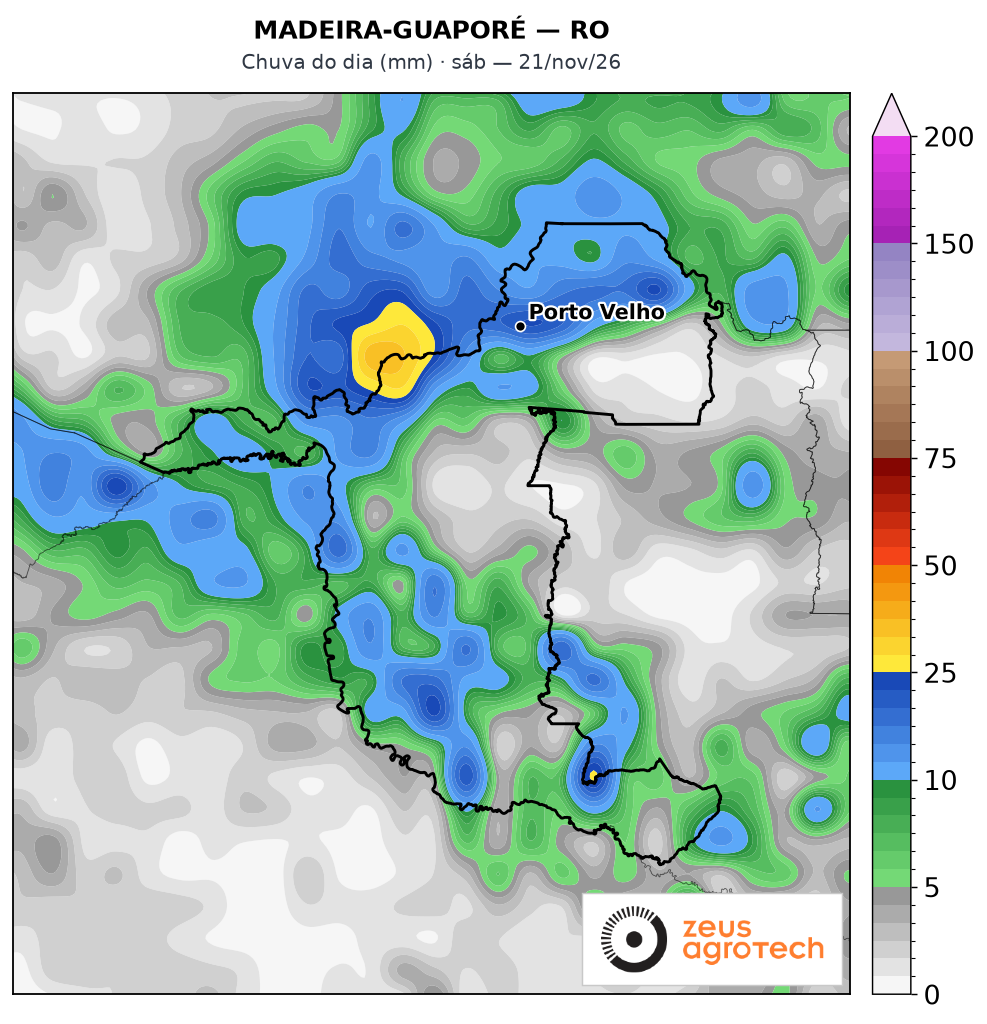 MADEIRA-GUAPORÉ — RO
Chuva do dia (mm) · sáb — 21/nov/26
Porto Velho
200
150
100
75
50
25
10
5
0
zeus
agrotech